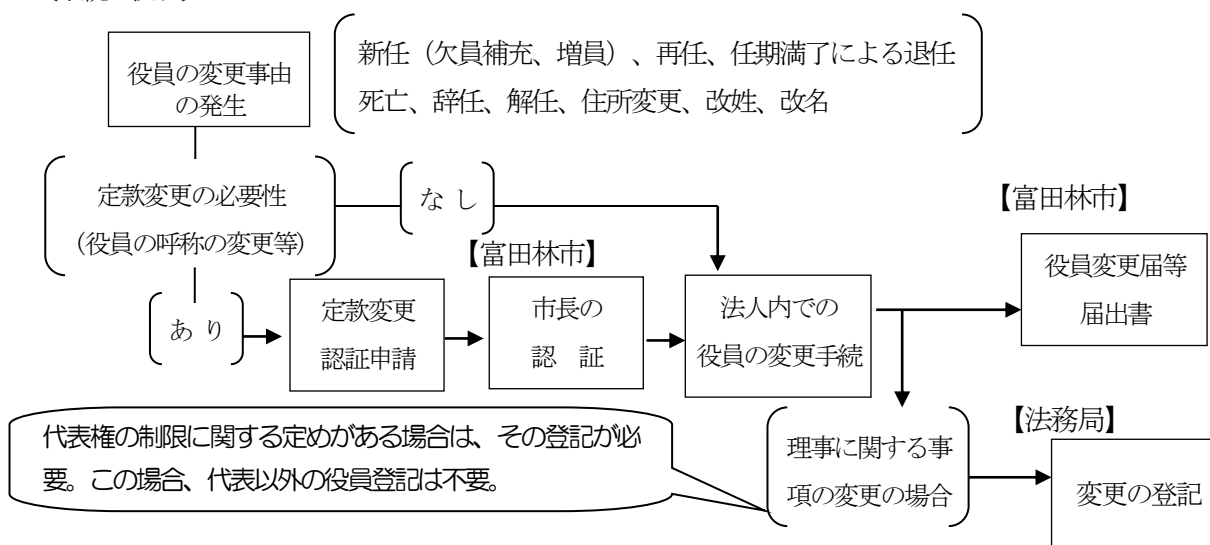 役員の変更事由
の発生
新任（欠員補充、増員）、再任、任期満了による退任
死亡、辞任、解任、住所変更、改姓、改名
定款変更の必要性
（役員の呼称の変更等）
な し
あ り
定款変更
認証申請
【富田林市】
市長の
認　証
法人内での
役員の変更手続
【富田林市】
役員変更届等
届出書
代表権の制限に関する定めがある場合は、その登記が必
要。この場合、代表以外の役員登記は不要。
理事に関する事
項の変更の場合
【法務局】
変更の登記